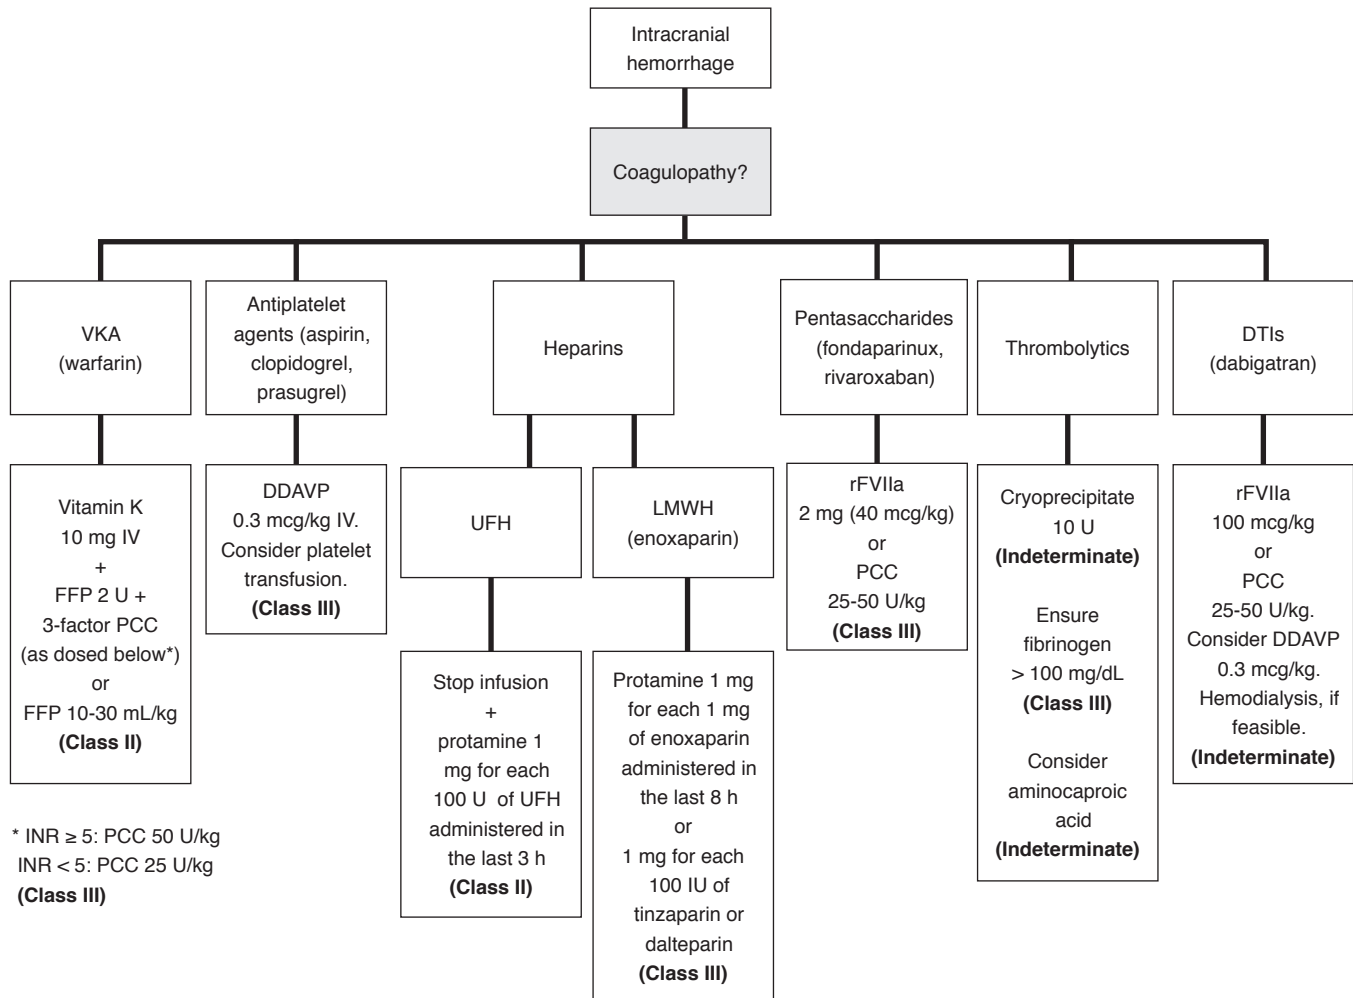 Intracranial
hemorrhage
Coagulopathy?
VKA
(warfarin)
Antiplatelet
agents (aspirin,
clopidogrel,
prasugrel)
Heparins
Pentasaccharides
(fondaparinux,
rivaroxaban)
Thrombolytics
DTIs
(dabigatran)
Vitamin K
10 mg IV
+
FFP 2 U +
3-factor PCC
(as dosed below*)
or
FFP 10-30 mL/kg
(Class II)
DDAVP
0.3 mcg/kg IV.
Consider platelet
transfusion.
(Class III)
UFH
LMWH
(enoxaparin)
rFVIIa
2 mg (40 mcg/kg)
or
PCC
25-50 U/kg
(Class III)
Cryoprecipitate
10 U
(Indeterminate)
Ensure
fibrinogen
> 100 mg/dL
(Class III)
Consider
aminocaproic
acid
(Indeterminate)
rFVIIa
100 mcg/kg
or
PCC
25-50 U/kg.
Consider DDAVP
0.3 mcg/kg.
Hemodialysis, if
feasible.
(Indeterminate)
Stop infusion
+
protamine 1
mg for each
100 U of UFH
administered in
the last 3 h
(Class II)
Protamine 1 mg
for each 1 mg
of enoxaparin
administered in
the last 8 h
or
1 mg for each
100 IU of
tinzaparin or
dalteparin
(Class III)
* INR ≥ 5: PCC 50 U/kg
INR < 5: PCC 25 U/kg
(Class III)